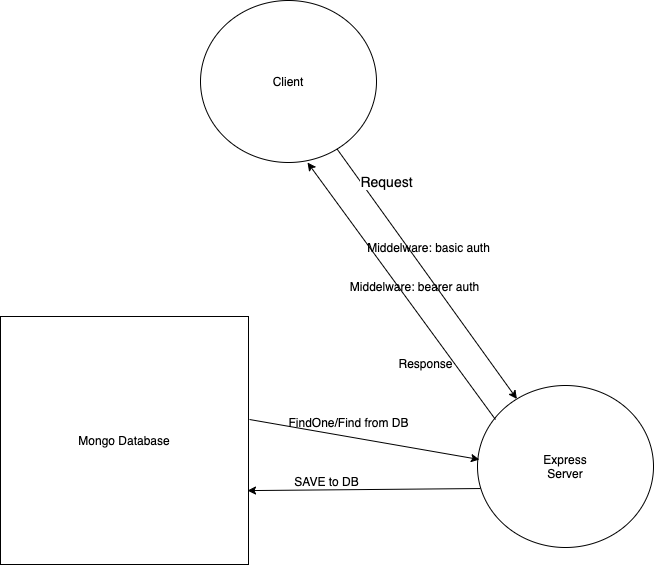 Client
Request
Middelware: basic auth
Middelware: bearer auth
Response
FindOne/Find from DB
Mongo Database
Express
Server
SAVE to DB